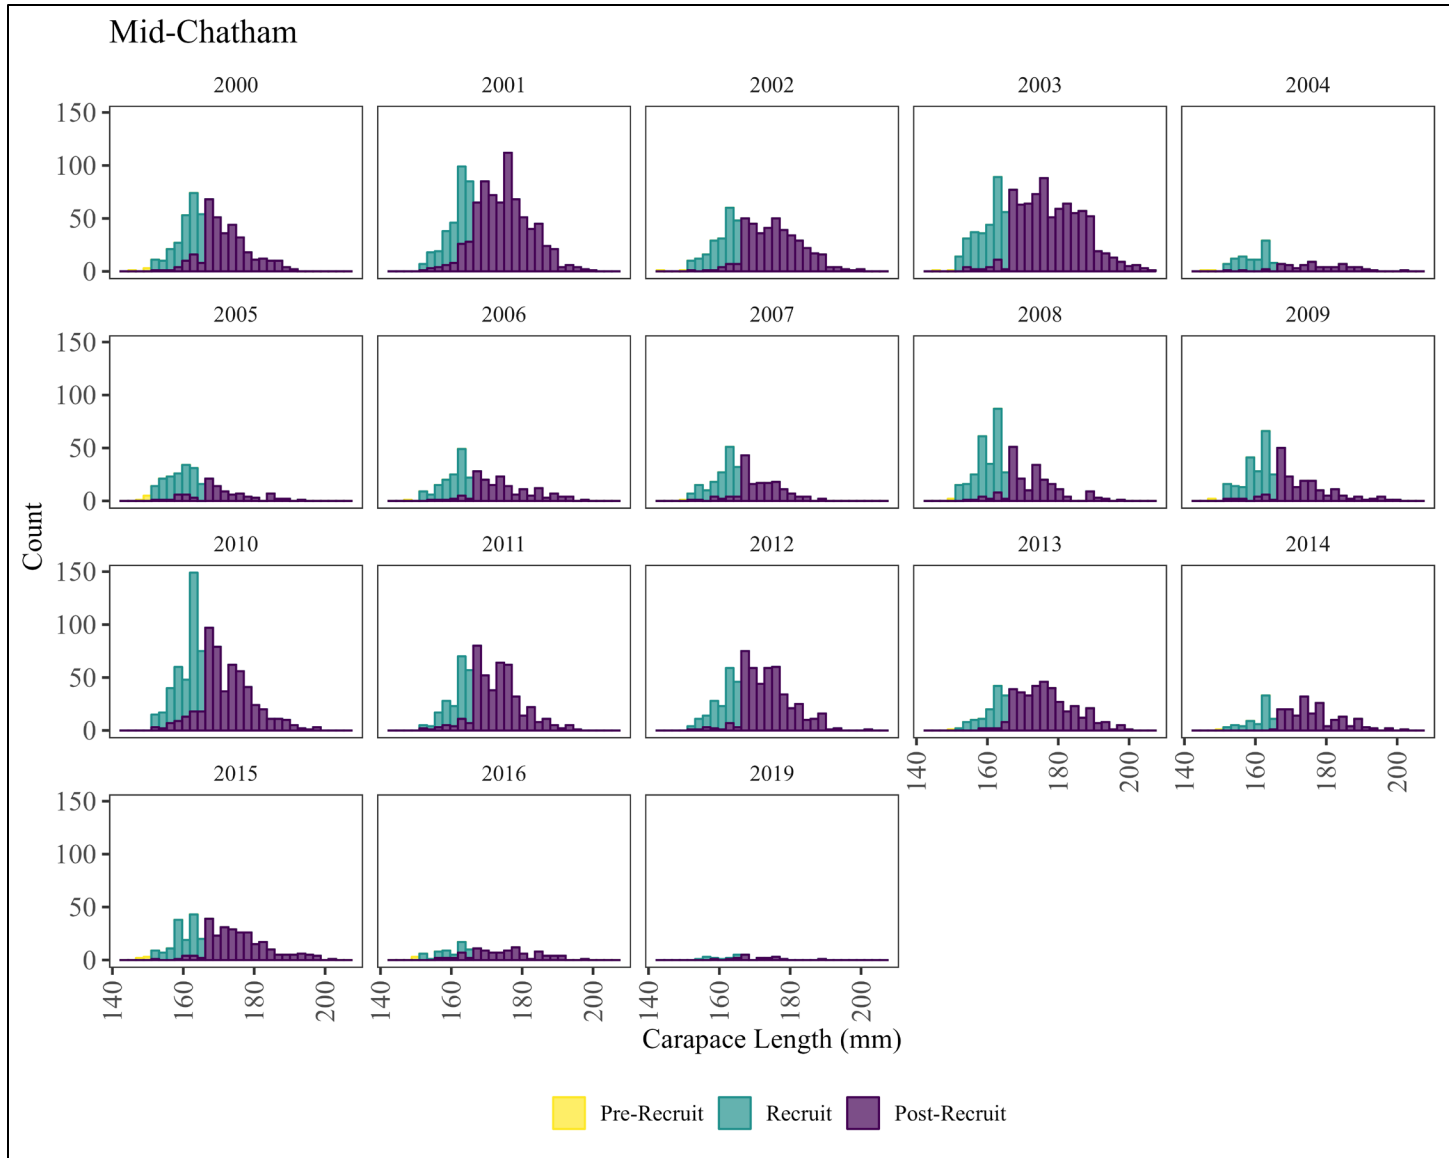 Mid-Chatham
2000 2001 2002 2003 2004
150
100
50
0
2005 2006 2007 2008 2009
150
100
50
0
Count
2010 2011 2012 2013 2014
150
100
50
0
140 160 180 200 140 160 180 200
2015 2016 2019
150
100
50
0
140 160 180 200 140 160 180 200 140 160 180 200
Carapace Length (mm)
Pre-Recruit Recruit Post-Recruit